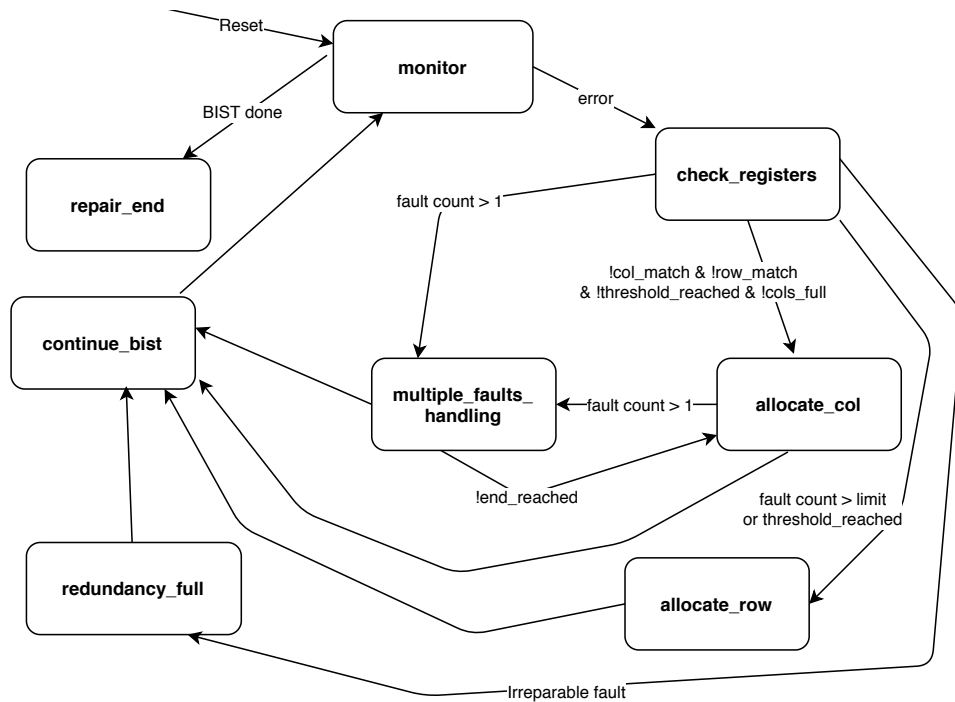 Reset
monitor
error
BIST done
check_registers
repair_end
fault count > 1
!col_match & !row_match
& !threshold_reached & !cols_full
continue_bist
multiple_faults_
handling
fault count > 1
allocate_col
!end_reached
fault count > limit
or threshold_reached
redundancy_full
allocate_row
Irreparable fault